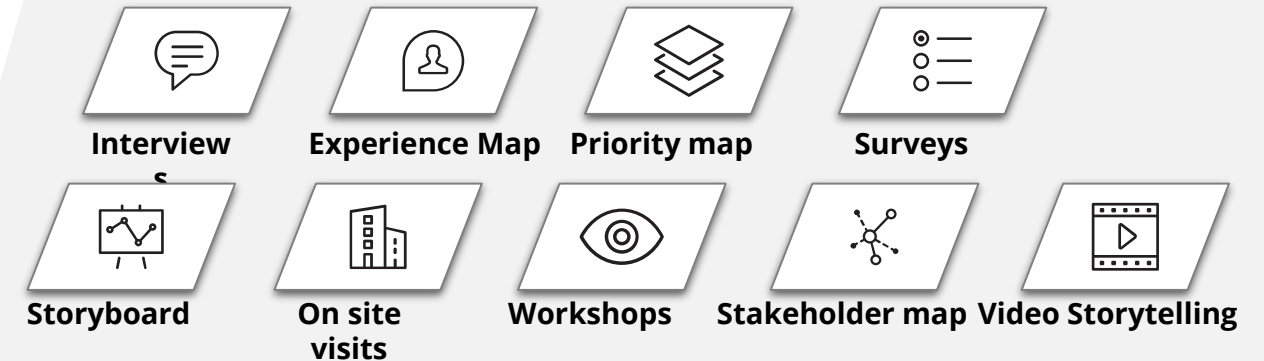 Interview
s
Experience Map
Priority map
Surveys
Storyboard
On site
visits
Workshops
Stakeholder map
Video Storytelling